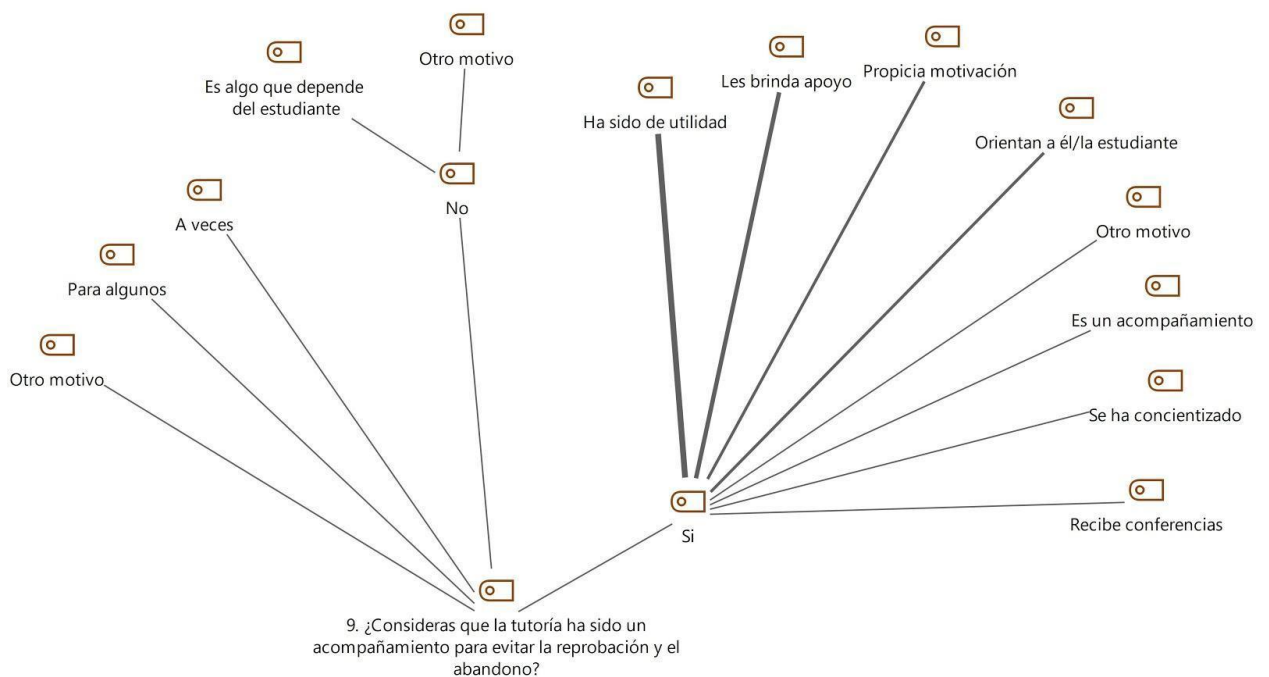 Otro motivo
Es algo que depende
del estudiante
No
A veces
Para algunos
Otro motivo
Ha sido de utilidad
Les brinda apoyo
Propicia motivación
Orientan a él/la estudiante
Otro motivo
Es un acompañamiento
Se ha concientizado
Recibe conferencias
Si
9. ¿Consideras que la tutoría ha sido un
acompañamiento para evitar la reprobación y el
abandono?